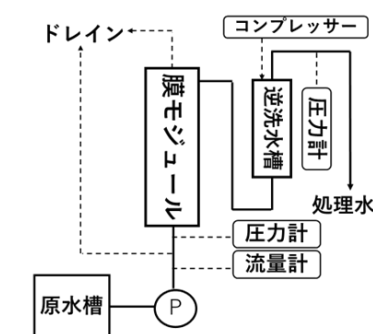 ドレイン
コンプレッサー
膜モジュール
逆洗水槽
圧力計
処理水
圧力計
流量計
原水槽
P